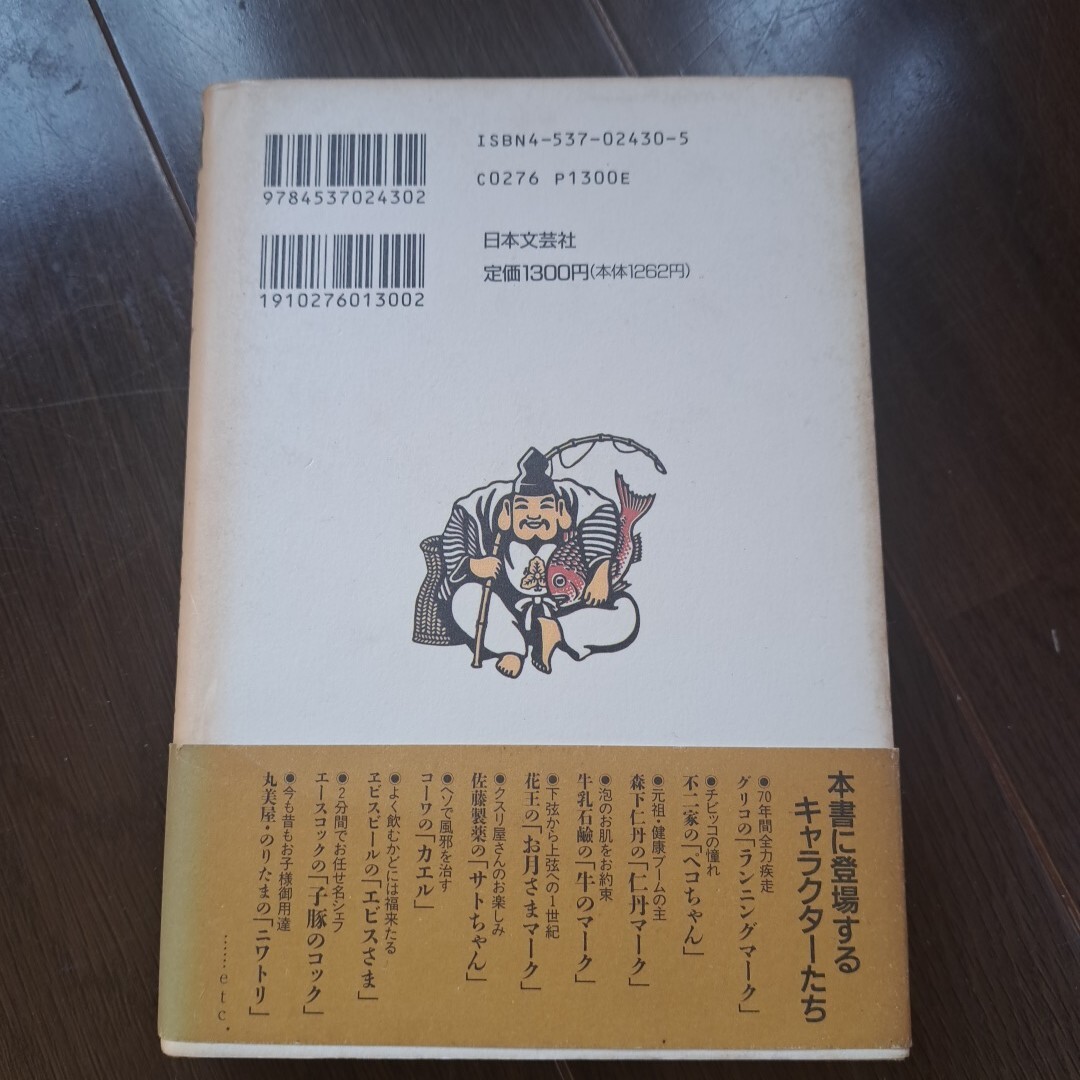 ISBN4-537-02430-5
C0276 P1300E
9784537024302
日本文芸社
定価1300円(本体1262円)
1910276013002
本書に登場する
キャラクターたち
●70年間全力疾走
グリコの「ランニングマーク」
●チビッコの憧れ
不二家の「ペコちゃん」
●元祖・健康ブームの主
森下仁丹の「仁丹マーク」
●泡のお肌をお約束
牛乳石鹼の「牛のマーク」
●下弦から上弦への1世紀
花王の「お月さまマーク」
●クスリ屋さんのお楽しみ
佐藤製薬の「サトちゃん」
●ヘソで風邪を治す
コーワの「カエル」
●よく飲むかどには福来たる
ヱビスビールの「エビスさま」
●2分間でお任せ名シェフ
エースコックの「子豚のコック」
●今も昔もお子様御用達
丸美屋・のりたまの「ニワトリ」
……etc.